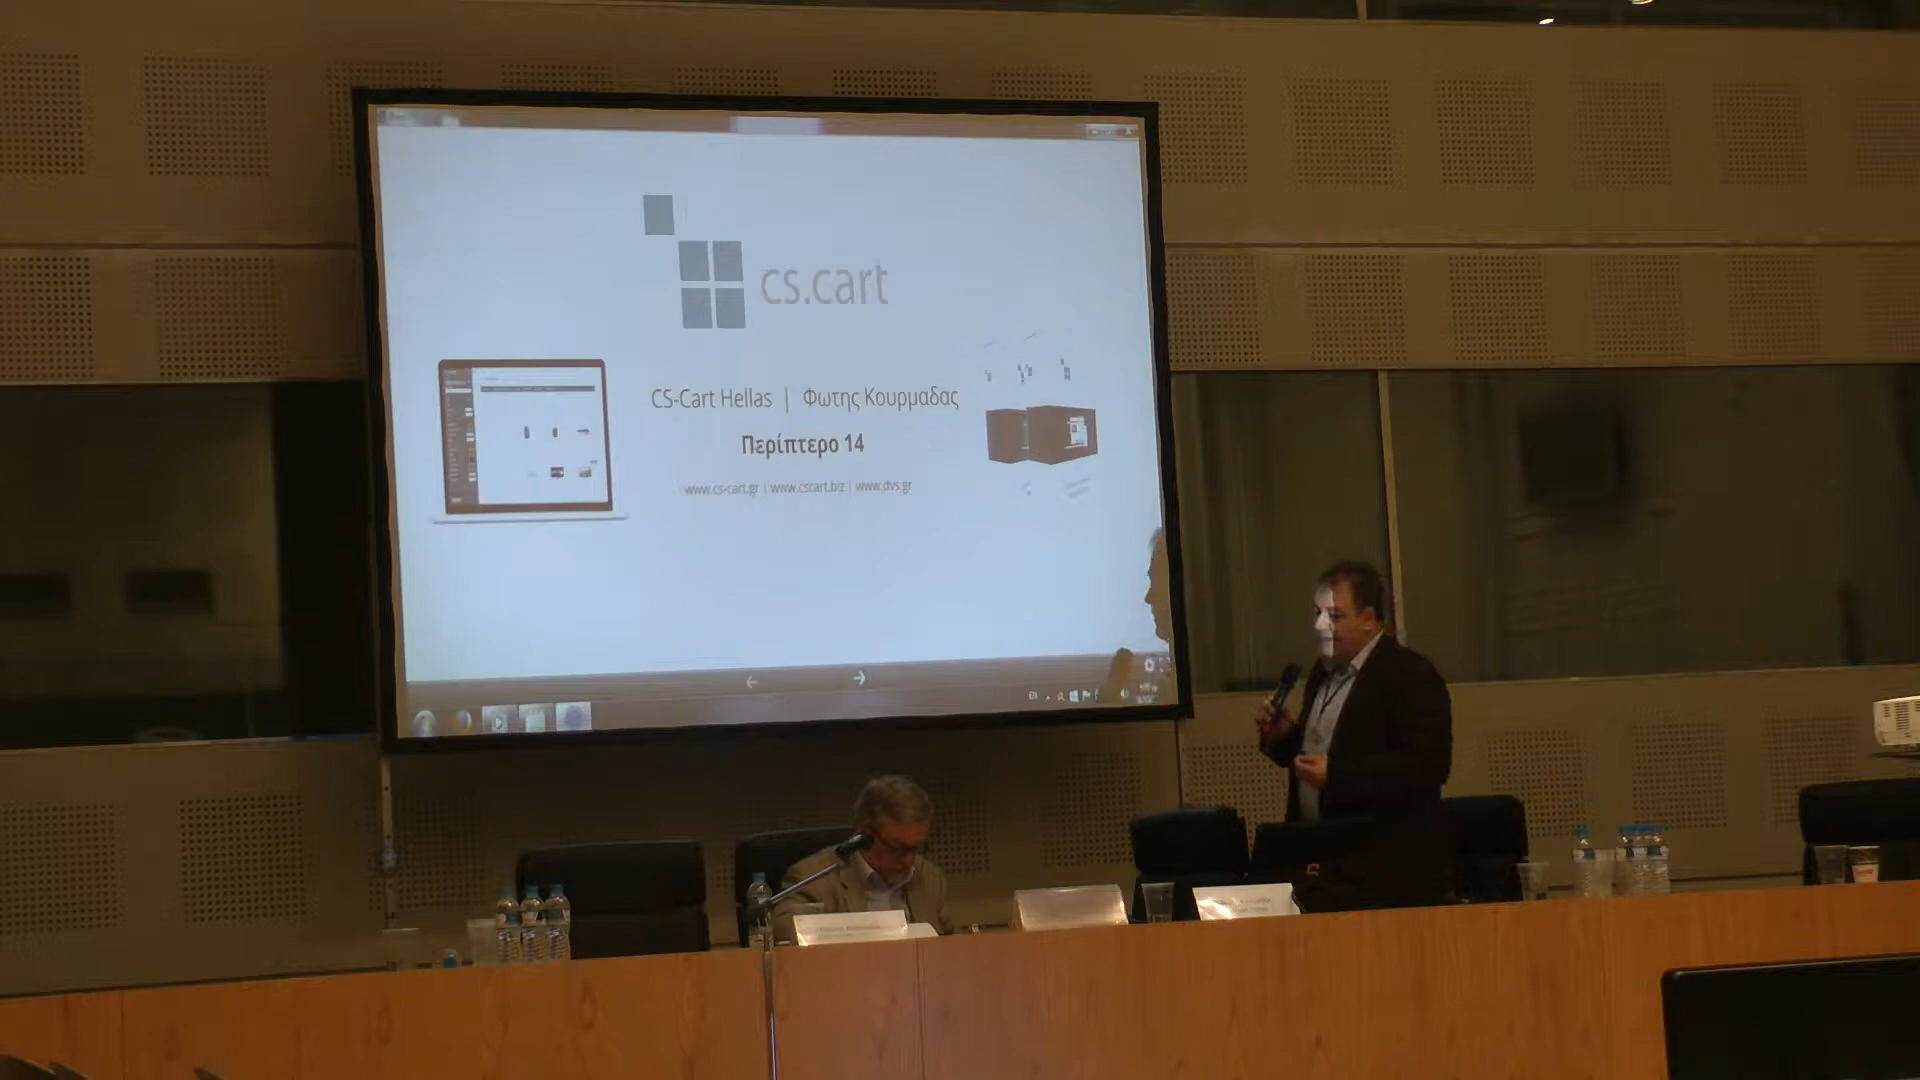 cs.cart
CS-Cart Hellas | Φωτης Κουρμαδας
Περίπτερο 14
www.cs-cart.gr | www.cscart.biz | www.dvs.gr
EN